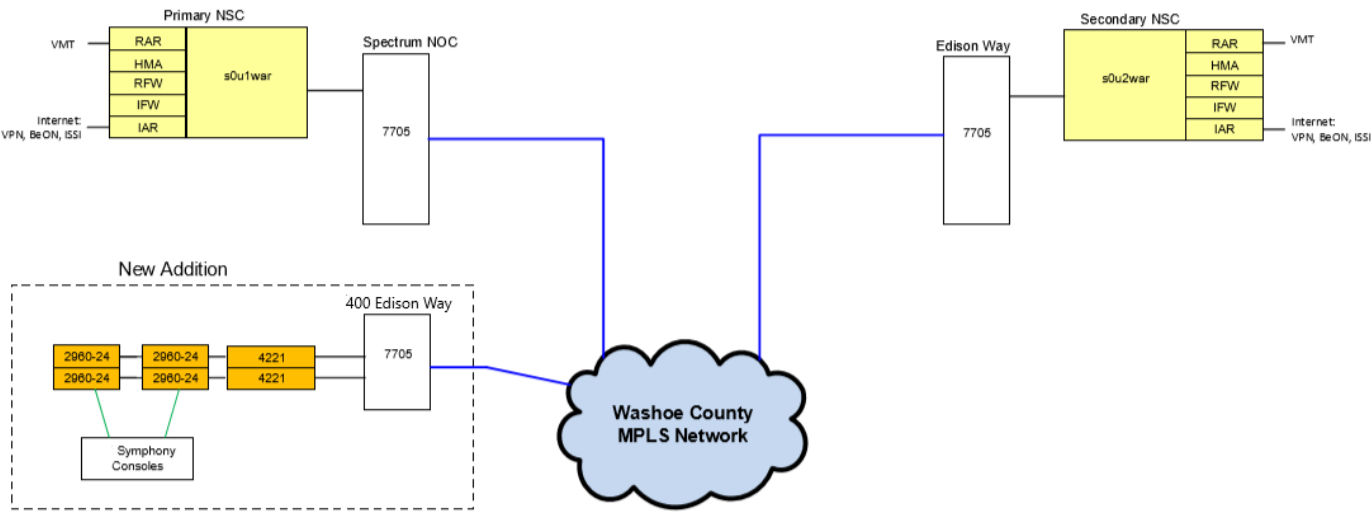 Primary NSC
VMT
RAR
HMA
RFW
IFW
IAR
s0u1war
Internet:
VPN, BeON, ISSI
Spectrum NOC
7705
Secondary NSC
Edison Way
7705
s0u2war
RAR
HMA
RFW
IFW
IAR
VMT
Internet:
VPN, BeON, ISSI
New Addition
400 Edison Way
7705
2960-24
2960-24
4221
2960-24
2960-24
4221
Symphony
Consoles
Washoe County
MPLS Network